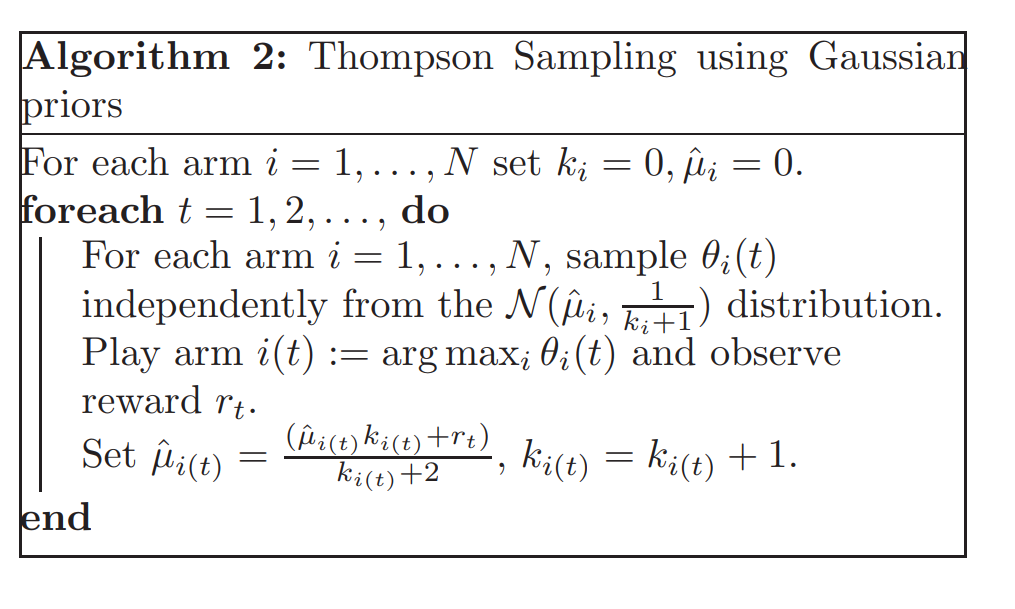 Algorithm 2: Thompson Sampling using Gaussian
priors
For each arm $i = 1, \ldots, N$ set $k_i = 0, \hat{\mu}_i = 0$.
foreach $t = 1, 2, \ldots,$ do
For each arm $i = 1, \ldots, N$, sample $\theta_i(t)$
independently from the $\mathcal{N}(\hat{\mu}_i, \frac{1}{k_i+1})$ distribution.
Play arm $i(t) := \arg\max_i \theta_i(t)$ and observe
reward $r_t$.
Set $\hat{\mu}_{i(t)} = \frac{(\hat{\mu}_{i(t)} k_{i(t)} + r_t)}{k_{i(t)}+2}$, $k_{i(t)} = k_{i(t)} + 1$.
end